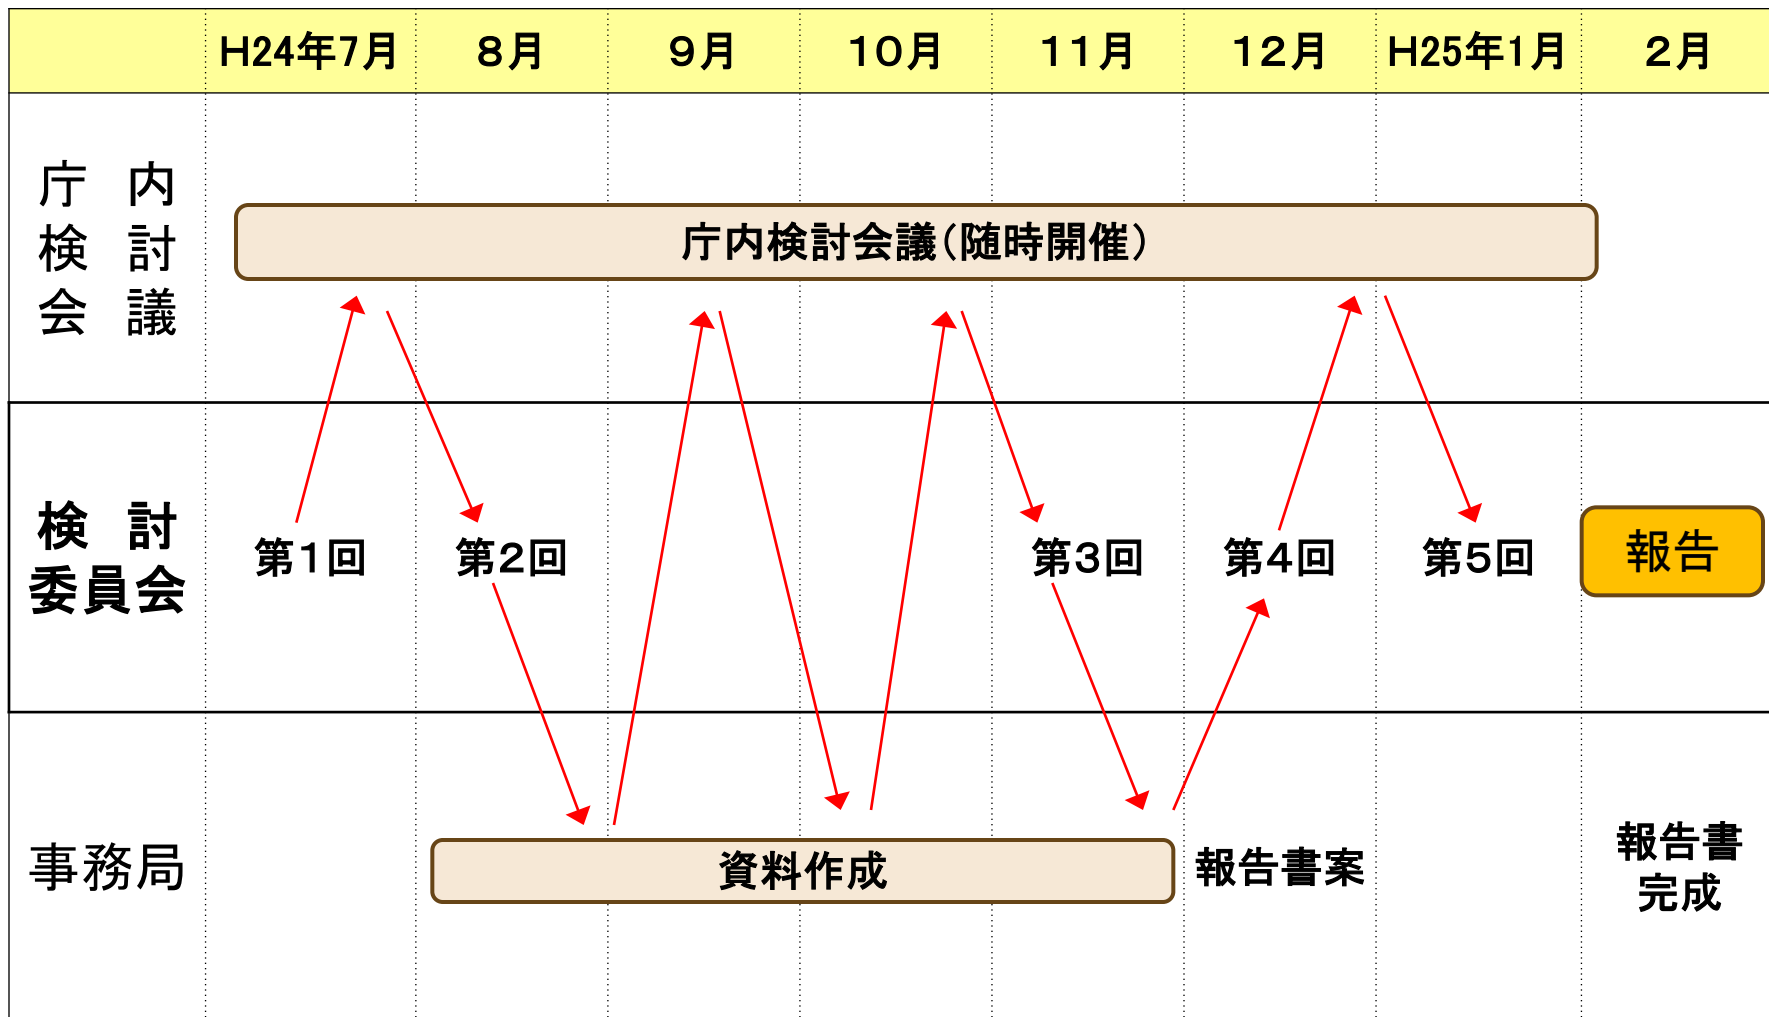 H24年7月 8月 9月 10月 11月 12月 H25年1月 2月
庁内
検討
会議
庁内検討会議(随時開催)
検討
委員会
第1回 第2回 第3回 第4回 第5回 報告
事務局
資料作成
報告書案
報告書
完成